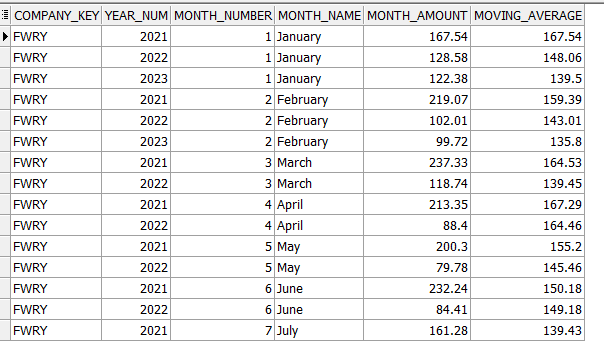 COMPANY_KEY YEAR_NUM MONTH_NUMBER MONTH_NAME MONTH_AMOUNT MOVING_AVERAGE
FWRY 2021 1 January 167.54 167.54
FWRY 2022 1 January 128.58 148.06
FWRY 2023 1 January 122.38 139.5
FWRY 2021 2 February 219.07 159.39
FWRY 2022 2 February 102.01 143.01
FWRY 2023 2 February 99.72 135.8
FWRY 2021 3 March 237.33 164.53
FWRY 2022 3 March 118.74 139.45
FWRY 2021 4 April 213.35 167.29
FWRY 2022 4 April 88.4 164.46
FWRY 2021 5 May 200.3 155.2
FWRY 2022 5 May 79.78 145.46
FWRY 2021 6 June 232.24 150.18
FWRY 2022 6 June 84.41 149.18
FWRY 2021 7 July 161.28 139.43